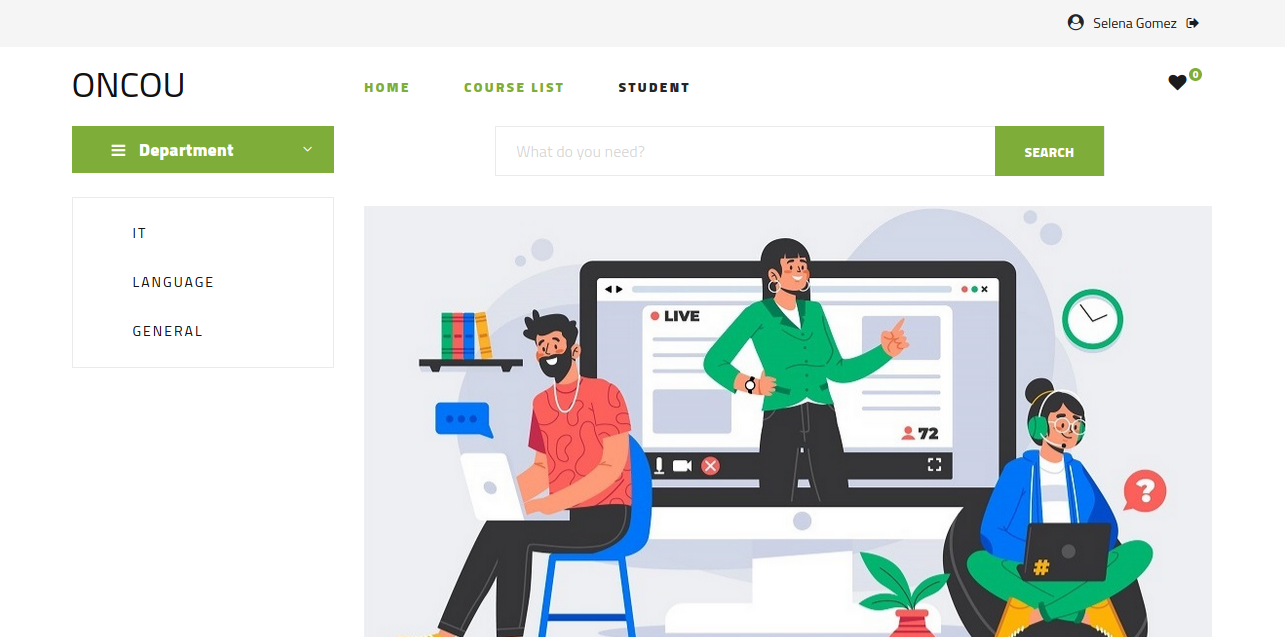 Selena Gomez
ONCOU
HOME
COURSE LIST
STUDENT
0
Department
What do you need?
SEARCH
IT
LANGUAGE
GENERAL
LIVE
72
?
#